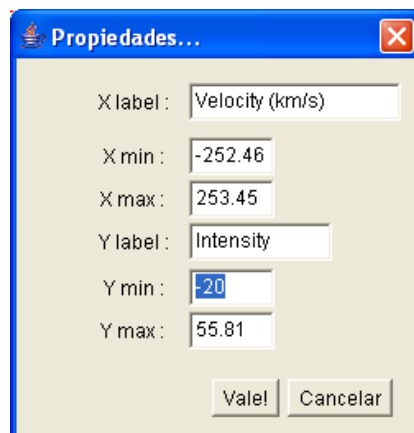 Propiedades...
X label : Velocity (km/s)
X min : -252.46
X max : 253.45
Y label : Intensity
Y min : -20
Y max : 55.81
Vale! Cancelar